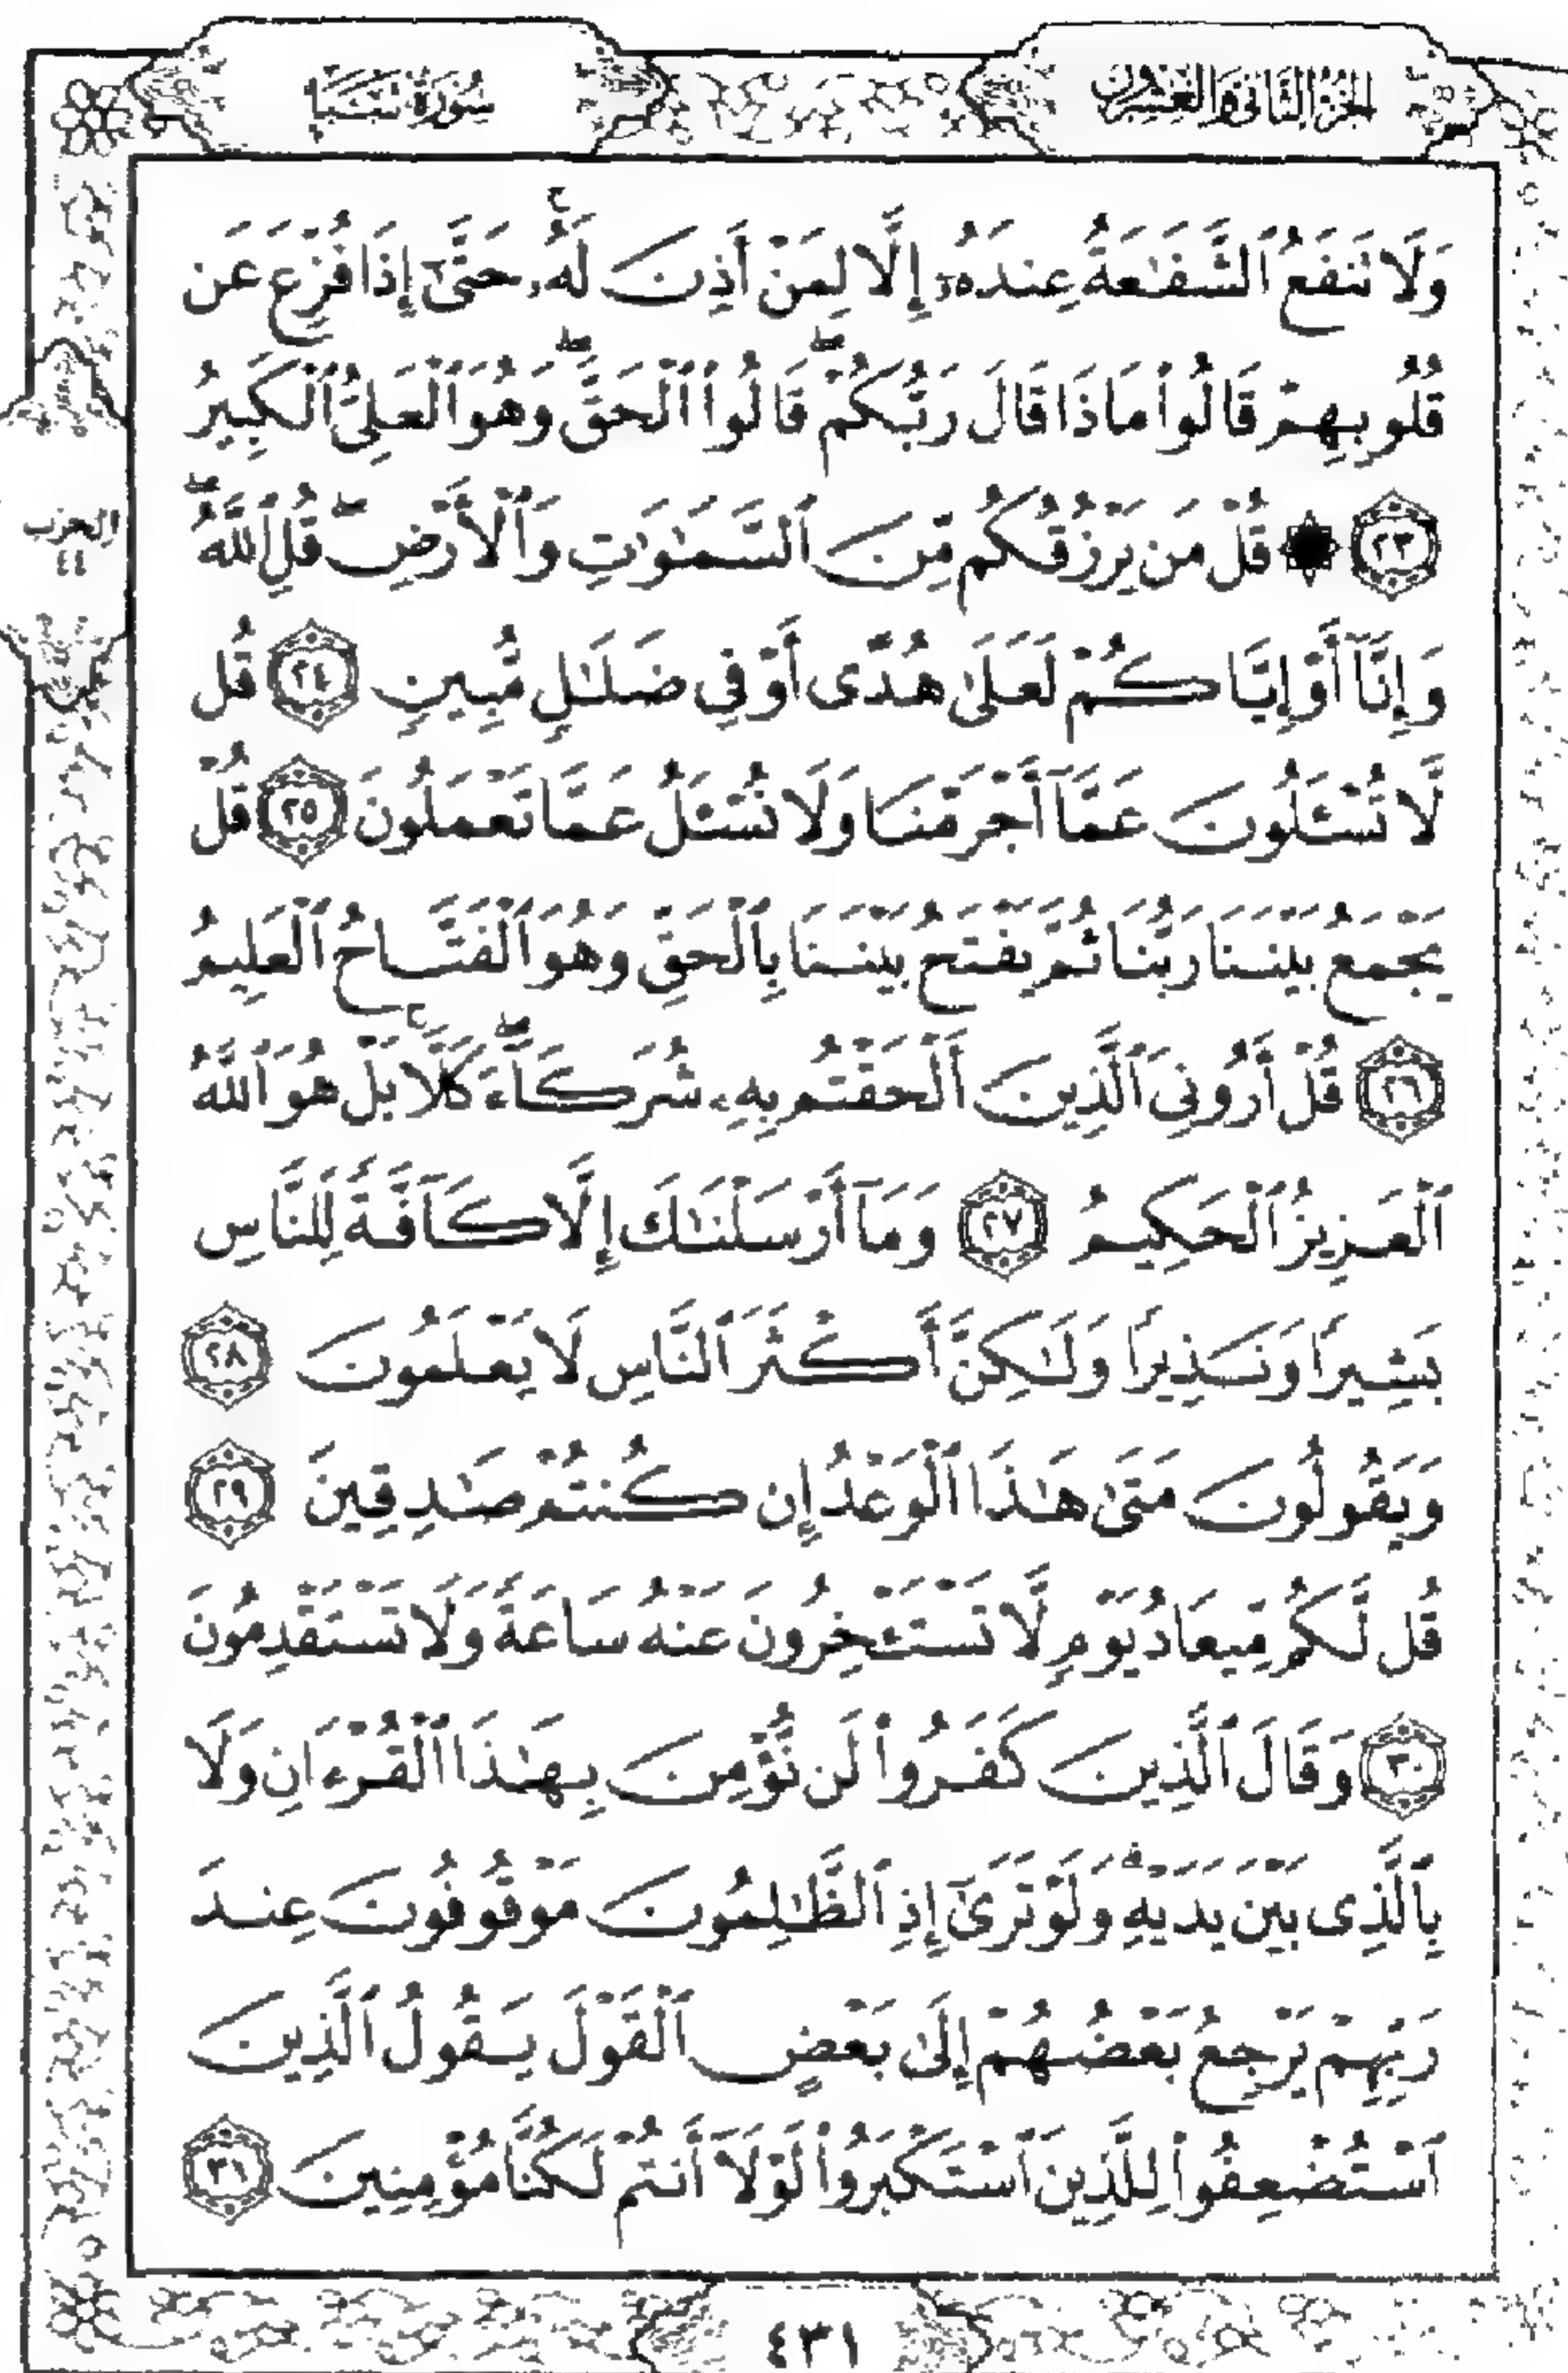 الجزء الثاني والعشرون
سورة سبإ
وَلَا تَنفَعُ ٱلشَّفَٰعَةُ عِندَهُۥٓ إِلَّا لِمَنْ أَذِنَ لَهُۥۚ حَتَّىٰٓ إِذَا فُزِّعَ عَن
قُلُوبِهِمْ قَالُوا۟ مَاذَا قَالَ رَبُّكُمْۖ قَالُوا۟ ٱلْحَقَّۖ وَهُوَ ٱلْعَلِىُّ ٱلْكَبِيرُ
٢٣ ۞ قُلْ مَن يَرْزُقُكُم مِّنَ ٱلسَّمَٰوَٰتِ وَٱلْأَرْضِۖ قُلِ ٱللَّهُۖ
وَإِنَّآ أَوْ إِيَّاكُمْ لَعَلَىٰ هُدًى أَوْ فِى ضَلَٰلٍ مُّبِينٍ ٢٤ قُل
لَّا تُسْـَٔلُونَ عَمَّآ أَجْرَمْنَا وَلَا نُسْـَٔلُ عَمَّا تَعْمَلُونَ ٢٥ قُلْ
يَجْمَعُ بَيْنَنَا رَبُّنَا ثُمَّ يَفْتَحُ بَيْنَنَا بِٱلْحَقِّ وَهُوَ ٱلْفَتَّاحُ ٱلْعَلِيمُ
٢٦ قُلْ أَرُونِىَ ٱلَّذِينَ أَلْحَقْتُم بِهِۦ شُرَكَآءَۖ كَلَّاۚ بَلْ هُوَ ٱللَّهُ
ٱلْعَزِيزُ ٱلْحَكِيمُ ٢٧ وَمَآ أَرْسَلْنَٰكَ إِلَّا كَآفَّةً لِّلنَّاسِ
بَشِيرًا وَنَذِيرًا وَلَٰكِنَّ أَكْثَرَ ٱلنَّاسِ لَا يَعْلَمُونَ ٢٨
وَيَقُولُونَ مَتَىٰ هَٰذَا ٱلْوَعْدُ إِن كُنتُمْ صَٰدِقِينَ ٢٩
قُل لَّكُم مِّيعَادُ يَوْمٍ لَّا تَسْتَـْٔخِرُونَ عَنْهُ سَاعَةً وَلَا تَسْتَقْدِمُونَ
٣٠ وَقَالَ ٱلَّذِينَ كَفَرُوا۟ لَن نُّؤْمِنَ بِهَٰذَا ٱلْقُرْءَانِ وَلَا
بِٱلَّذِى بَيْنَ يَدَيْهِۗ وَلَوْ تَرَىٰٓ إِذِ ٱلظَّٰلِمُونَ مَوْقُوفُونَ عِندَ
رَبِّهِمْ يَرْجِعُ بَعْضُهُمْ إِلَىٰ بَعْضٍ ٱلْقَوْلَ يَقُولُ ٱلَّذِينَ
ٱسْتُضْعِفُوا۟ لِلَّذِينَ ٱسْتَكْبَرُوا۟ لَوْلَآ أَنتُمْ لَكُنَّا مُؤْمِنِينَ ٣١
الحزب
٤٣١